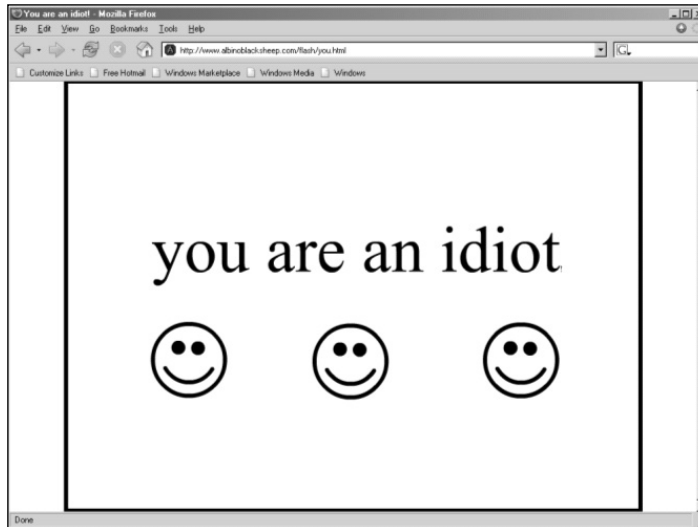 You are an idiot! - Mozilla Firefox
File Edit View Go Bookmarks Tools Help
http://www.albinoblacksheep.com/flash/you.html
Customize Links Free Hotmail Windows Marketplace Windows Media Windows
you are an idiot
Done